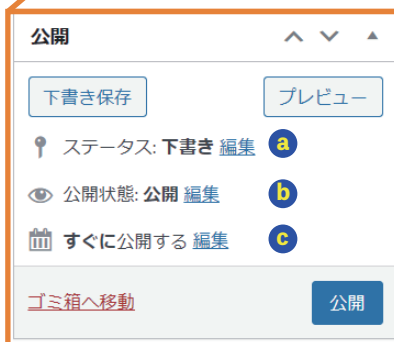 公開
下書き保存 プレビュー
ステータス: 下書き 編集 a
公開状態: 公開 編集 b
すぐに公開する 編集 c
ゴミ箱へ移動 公開